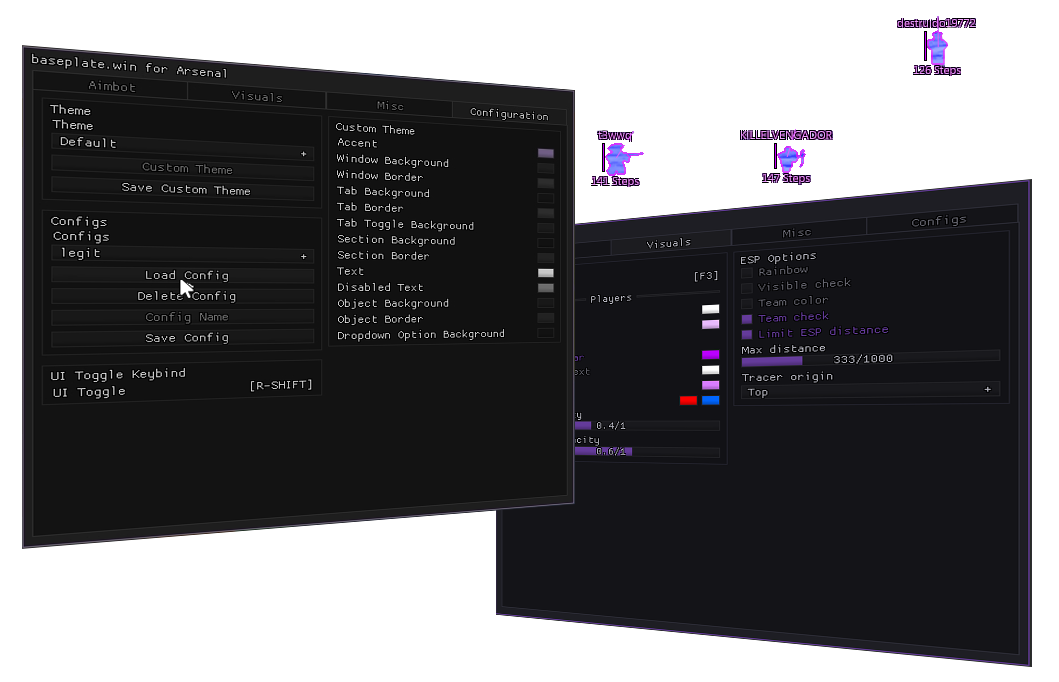 destruido19772
126 Steps
t3wwq
141 Steps
KILLELVENGADOR
147 Steps
baseplate.win for Arsenal
Aimbot
Visuals
Misc
Configuration
Theme
Theme
Default +
Custom Theme
Save Custom Theme
Configs
Configs
legit +
Load Config
Delete Config
Config Name
Save Config
UI Toggle Keybind
UI Toggle [R-SHIFT]
Custom Theme
Accent
Window Background
Window Border
Tab Background
Tab Border
Tab Toggle Background
Section Background
Section Border
Text
Disabled Text
Object Background
Object Border
Dropdown Option Background
Visuals
Misc
Configs
[F3]
Players
ar
ext
ty
0.4/1
acity
0.6/1
ESP Options
Rainbow
Visible check
Team color
Team check
Limit ESP distance
Max distance
333/1000
Tracer origin
Top +